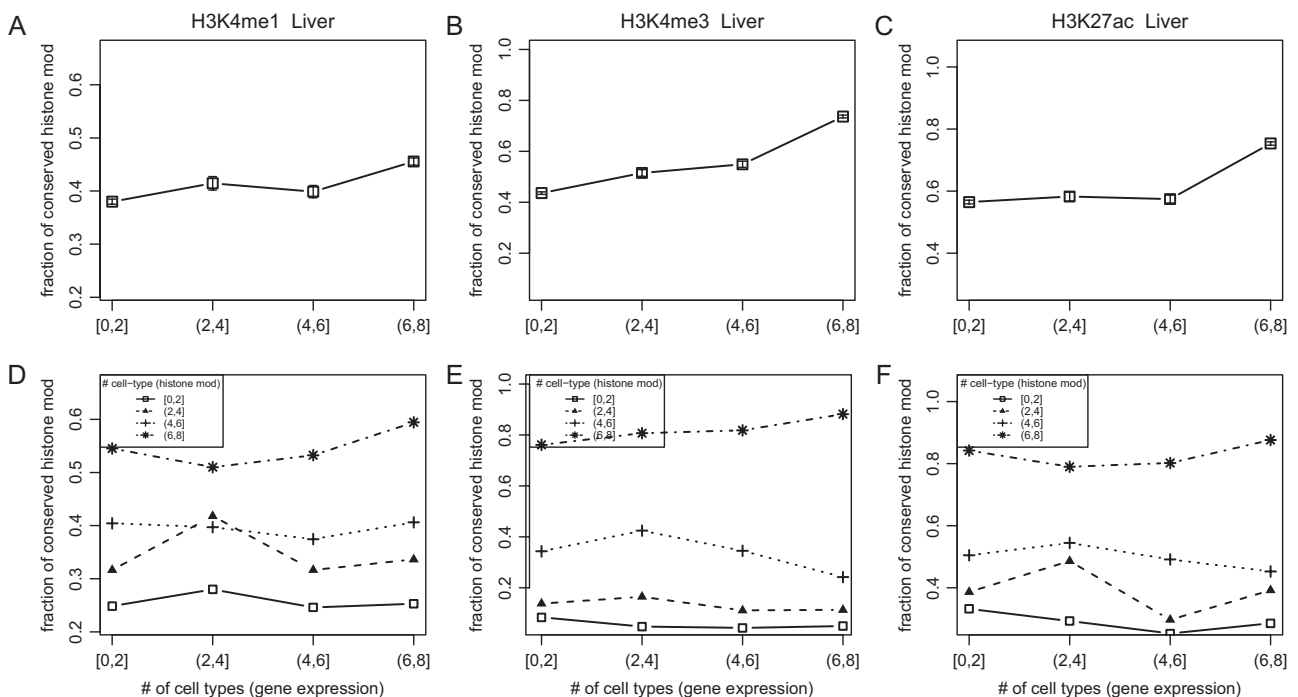 A
H3K4me1 Liver
fraction of conserved histone mod
0.2 0.3 0.4 0.5 0.6
[0,2] (2,4] (4,6] (6,8]
B
H3K4me3 Liver
fraction of conserved histone mod
0.2 0.4 0.6 0.8 1.0
[0,2] (2,4] (4,6] (6,8]
C
H3K27ac Liver
fraction of conserved histone mod
0.4 0.6 0.8 1.0
[0,2] (2,4] (4,6] (6,8]
D
fraction of conserved histone mod
0.2 0.3 0.4 0.5 0.6
# cell-type (histone mod)
[0,2]
(2,4]
(4,6]
(6,8]
[0,2] (2,4] (4,6] (6,8]
# of cell types (gene expression)
E
fraction of conserved histone mod
0.2 0.4 0.6 0.8 1.0
# cell-type (histone mod)
[0,2]
(2,4]
(4,6]
(6,8]
[0,2] (2,4] (4,6] (6,8]
# of cell types (gene expression)
F
fraction of conserved histone mod
0.4 0.6 0.8 1.0
# cell-type (histone mod)
[0,2]
(2,4]
(4,6]
(6,8]
[0,2] (2,4] (4,6] (6,8]
# of cell types (gene expression)